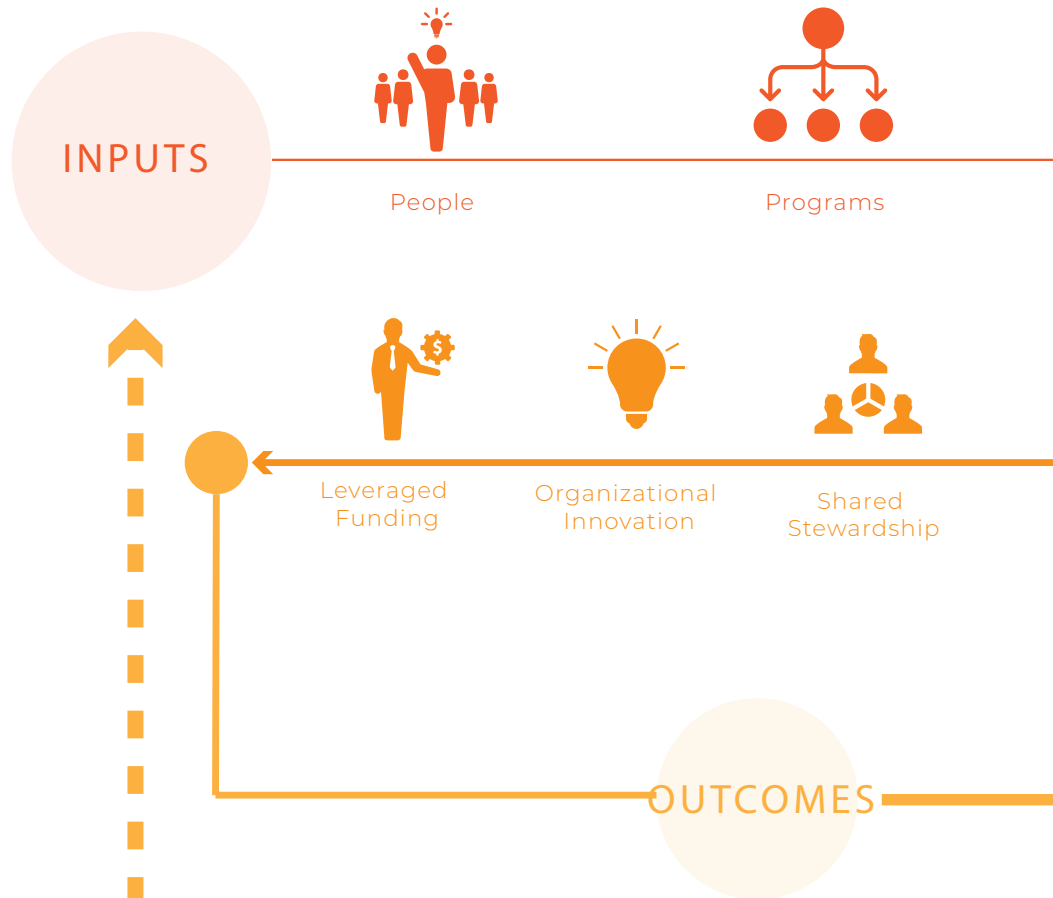 INPUTS
People
Programs
$
Leveraged
Funding
Organizational
Innovation
Shared
Stewardship
OUTCOMES